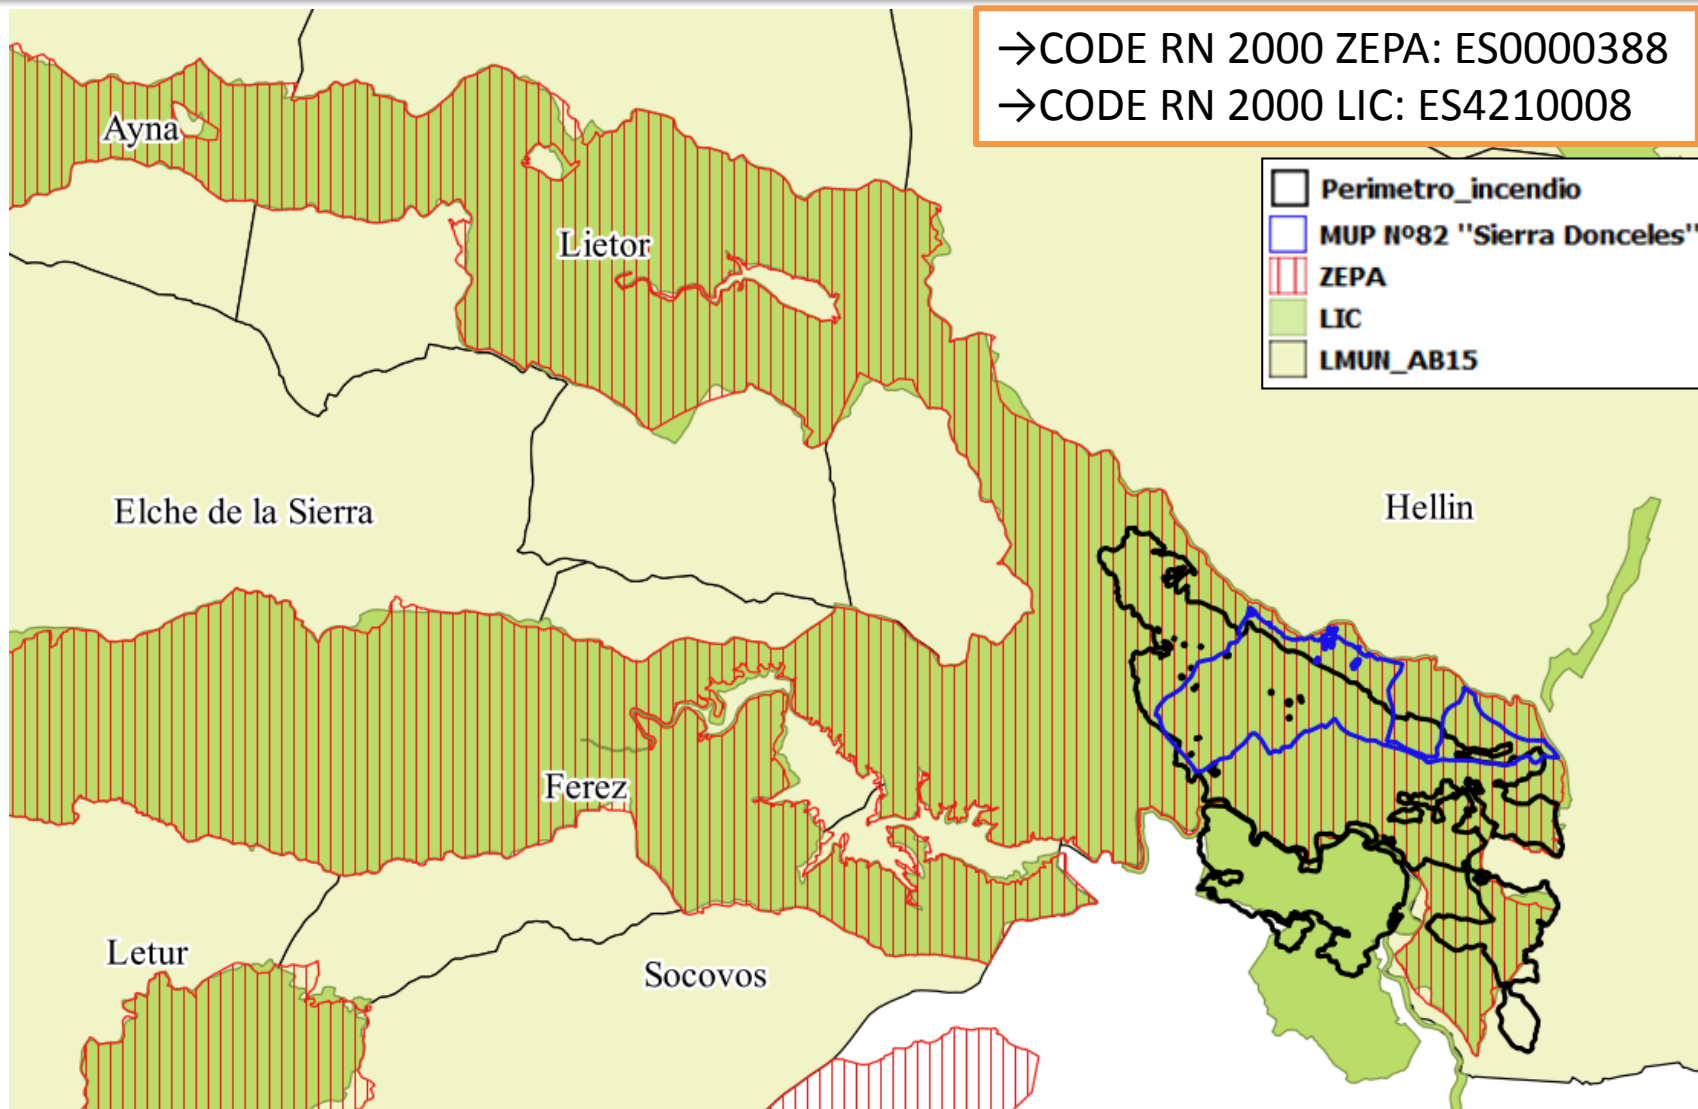 →CODE RN 2000 ZEPA: ES0000388
→CODE RN 2000 LIC: ES4210008
Perimetro_incendio
MUP Nº82 "Sierra Donceles"
ZEPA
LIC
LMUN_AB15
Ayna
Lietor
Elche de la Sierra
Hellin
Ferez
Letur
Socovos